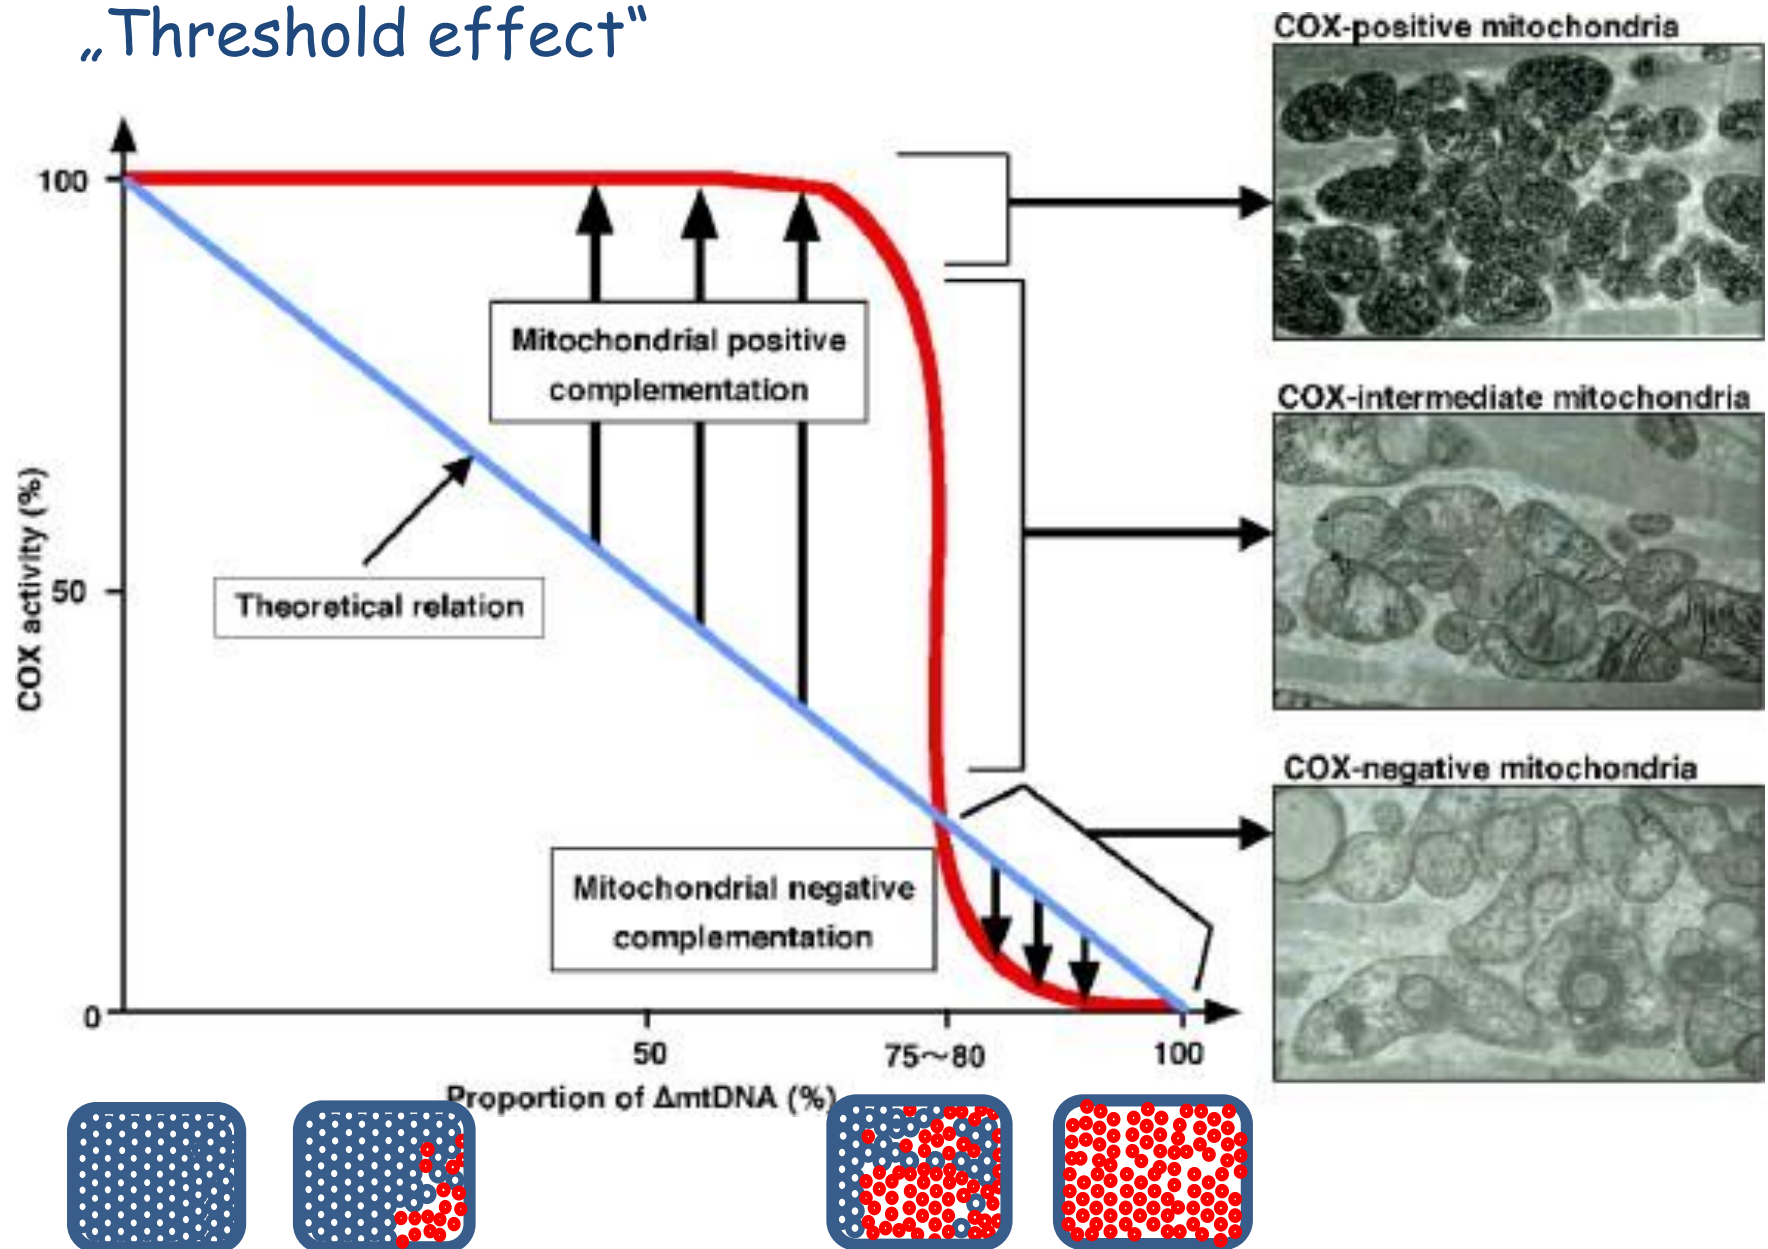 „Threshold effect“
COX-positive mitochondria
100
Mitochondrial positive
complementation
COX-intermediate mitochondria
COX activity (%)
50
Theoretical relation
COX-negative mitochondria
Mitochondrial negative
complementation
0
50
75～80
100
Proportion of ΔmtDNA (%)